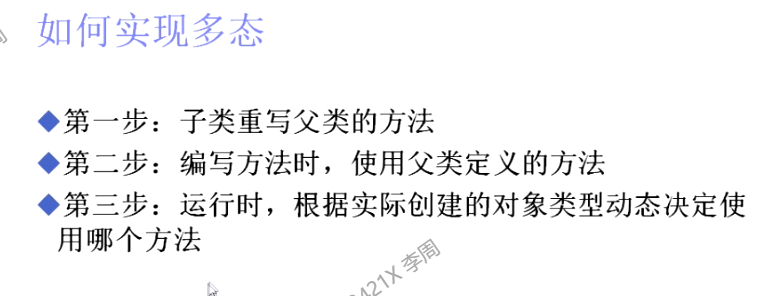 如何实现多态
第一步：子类重写父类的方法
第二步：编写方法时，使用父类定义的方法
第三步：运行时，根据实际创建的对象类型动态决定使
用哪个方法
421X 李周